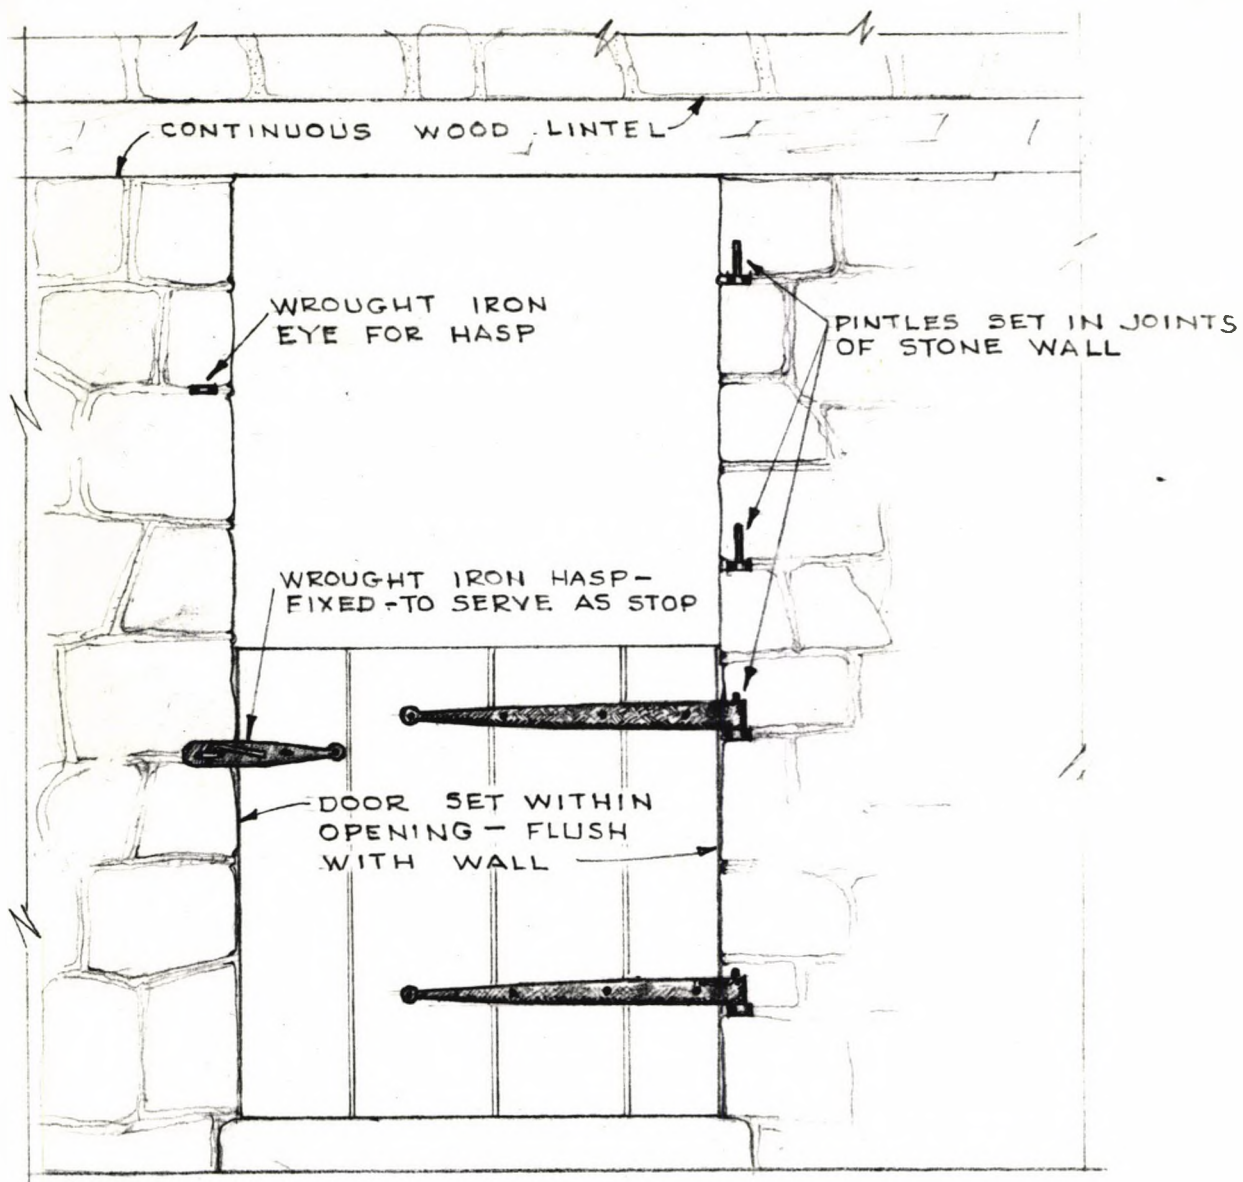 CONTINUOUS WOOD LINTEL
WROUGHT IRON
EYE FOR HASP
PINTLES SET IN JOINTS
OF STONE WALL
WROUGHT IRON HASP-
FIXED-TO SERVE AS STOP
DOOR SET WITHIN
OPENING - FLUSH
WITH WALL